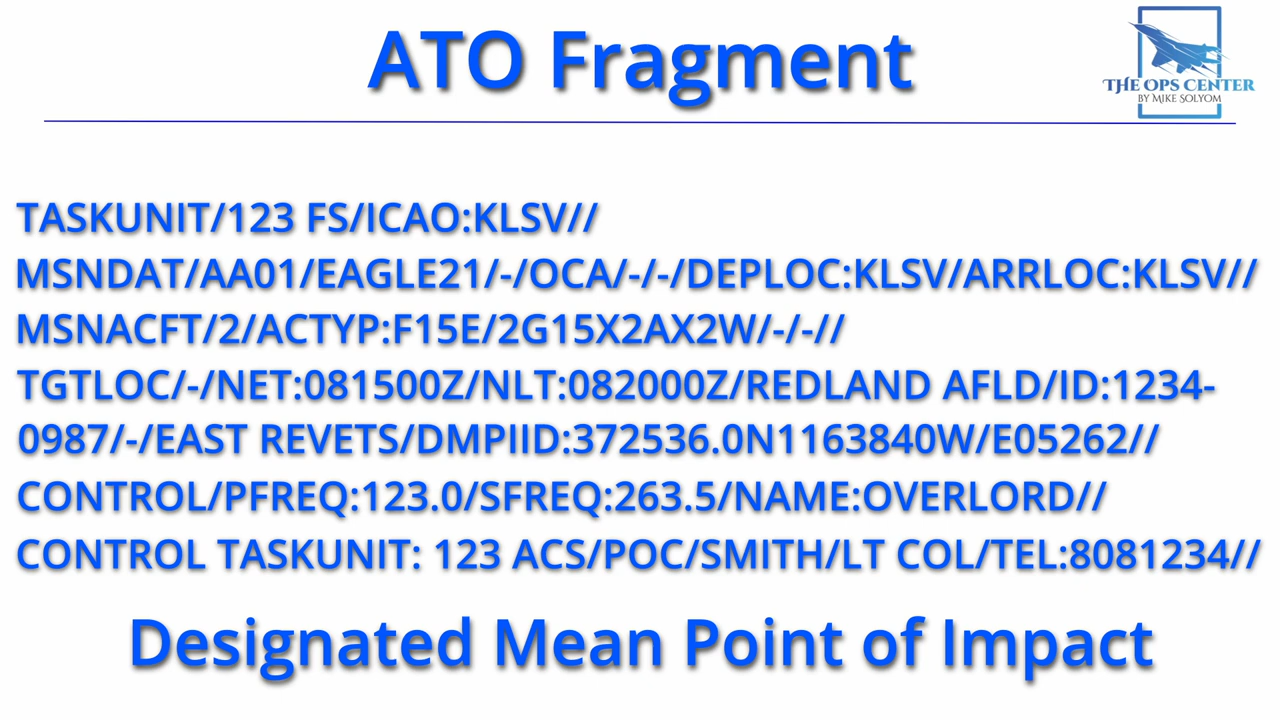 ATO Fragment
THE OPS CENTER
BY MIKE SOLYOM
TASKUNIT/123 FS/ICAO:KLSV//
MSNDAT/AA01/EAGLE21/-/OCA/-/-/DEPLOC:KLSV/ARRLOC:KLSV//
MSNACFT/2/ACTYP:F15E/2G15X2AX2W/-/-//
TGTLOC/-/NET:081500Z/NLT:082000Z/REDLAND AFLD/ID:1234-
0987/-/EAST REVETS/DMPIID:372536.0N1163840W/E05262//
CONTROL/PFREQ:123.0/SFREQ:263.5/NAME:OVERLORD//
CONTROL TASKUNIT: 123 ACS/POC/SMITH/LT COL/TEL:8081234//
Designated Mean Point of Impact